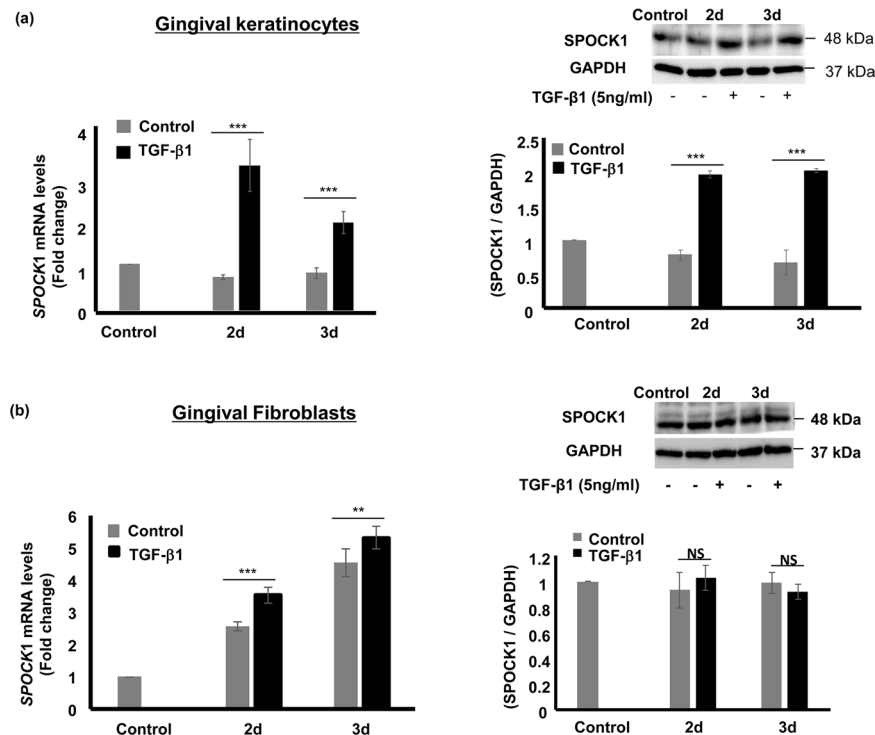 (a)
Gingival keratinocytes
SPOCK1 mRNA levels
(Fold change)
4
3
2
1
1
0
Control
TGF-β1
***
***
Control
2d
3d
Control 2d 3d
SPOCK1
48 kDa
GAPDH
37 kDa
TGF-β1 (5ng/ml) - - + - +
(SPOCK1 / GAPDH)
2.5
2
1.5
1
0.5
0
Control
TGF-β1
***
***
Control
2d
3d
(b)
Gingival Fibroblasts
SPOCK1 mRNA levels
(Fold change)
6
5
4
3
2
1
0
Control
TGF-β1
***
**
Control
2d
3d
Control 2d 3d
SPOCK1
48 kDa
GAPDH
37 kDa
TGF-β1 (5ng/ml) - - + - +
(SPOCK1 / GAPDH)
1.2
1
0.8
0.6
0.4
0.2
0
Control
TGF-β1
NS
NS
Control
2d
3d